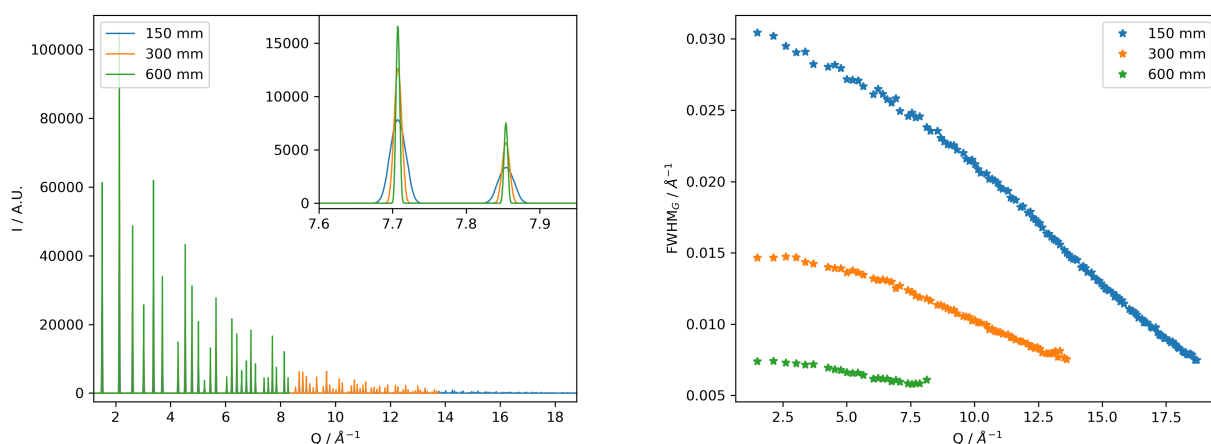 150 mm
300 mm
600 mm
I / A.U.
100000
80000
60000
40000
20000
0
15000
10000
5000
0
7.6 7.7 7.8 7.9
2 4 6 8 10 12 14 16 18
Q / Å⁻¹
150 mm
300 mm
600 mm
FWHM_G / Å⁻¹
0.030
0.025
0.020
0.015
0.010
0.005
2.5 5.0 7.5 10.0 12.5 15.0 17.5
Q / Å⁻¹